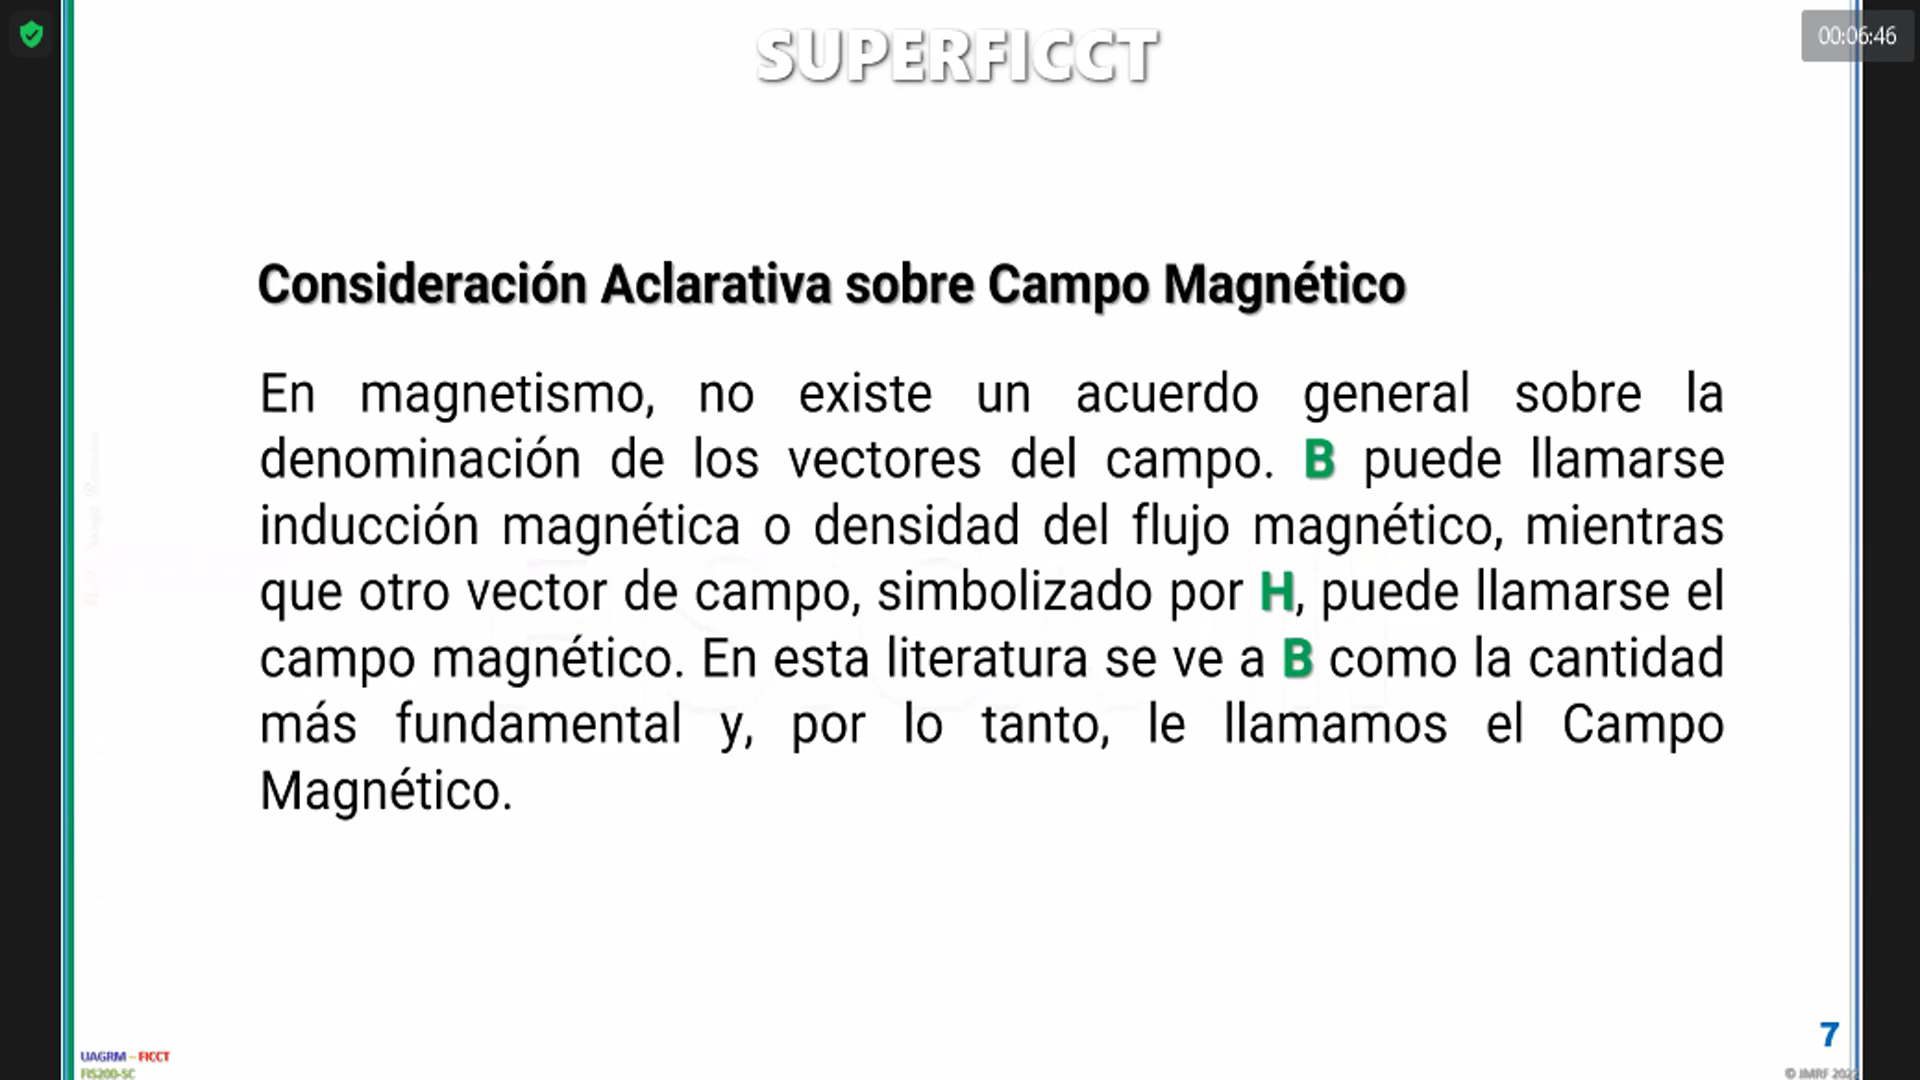 SUPERFICCT
00:06:46
Consideración Aclarativa sobre Campo Magnético
En magnetismo, no existe un acuerdo general sobre la
denominación de los vectores del campo. B puede llamarse
inducción magnética o densidad del flujo magnético, mientras
que otro vector de campo, simbolizado por H, puede llamarse el
campo magnético. En esta literatura se ve a B como la cantidad
más fundamental y, por lo tanto, le llamamos el Campo
Magnético.
7
UAGRM – FICCT
FIS200-SC
© JMRF 2022